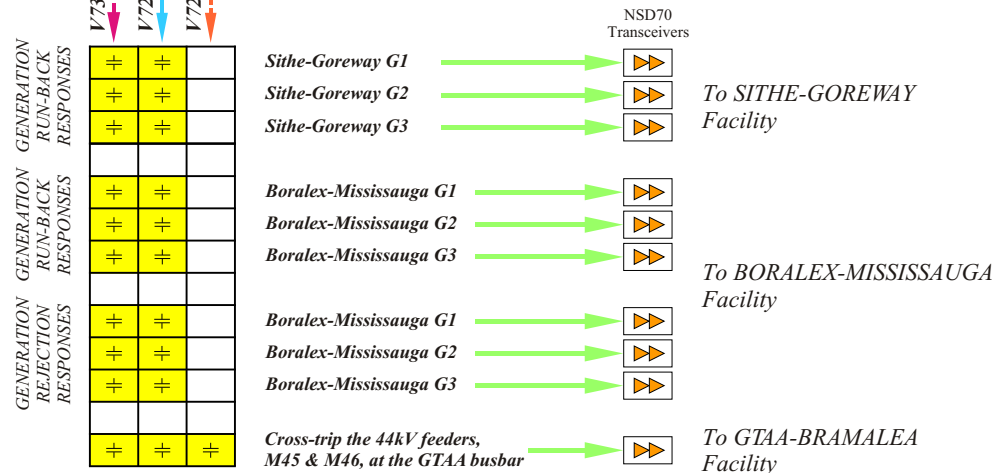 V73
V72
V72
NSD70
Transceivers
GENERATION
RUN-BACK
RESPONSES
Sithe-Goreway G1
Sithe-Goreway G2
Sithe-Goreway G3
To SITHE-GOREWAY
Facility
GENERATION
RUN-BACK
RESPONSES
Boralex-Mississauga G1
Boralex-Mississauga G2
Boralex-Mississauga G3
To BORALEX-MISSISSAUGA
Facility
GENERATION
REJECTION
RESPONSES
Boralex-Mississauga G1
Boralex-Mississauga G2
Boralex-Mississauga G3
Cross-trip the 44kV feeders,
M45 & M46, at the GTAA busbar
To GTAA-BRAMALEA
Facility